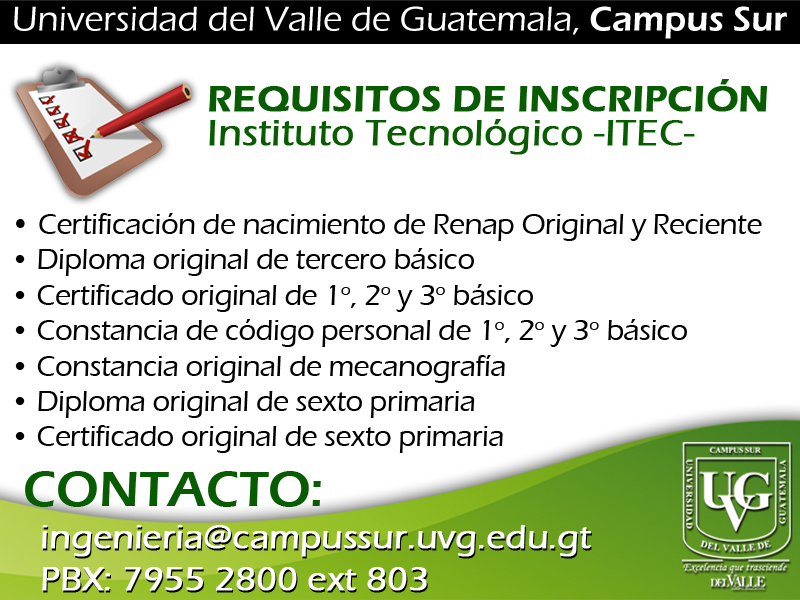 Universidad del Valle de Guatemala, Campus Sur
REQUISITOS DE INSCRIPCIÓN
Instituto Tecnológico -ITEC-
• Certificación de nacimiento de Renap Original y Reciente
• Diploma original de tercero básico
• Certificado original de 1º, 2º y 3º básico
• Constancia de código personal de 1º, 2º y 3º básico
• Constancia original de mecanografía
• Diploma original de sexto primaria
• Certificado original de sexto primaria
CONTACTO:
ingenieria@campussur.uvg.edu.gt
PBX: 7955 2800 ext 803
CAMPUS SUR
UNIVERSIDAD
UVG
GUATEMALA
DEL VALLE DE
Excelencia que trasciende
DEL VALLE